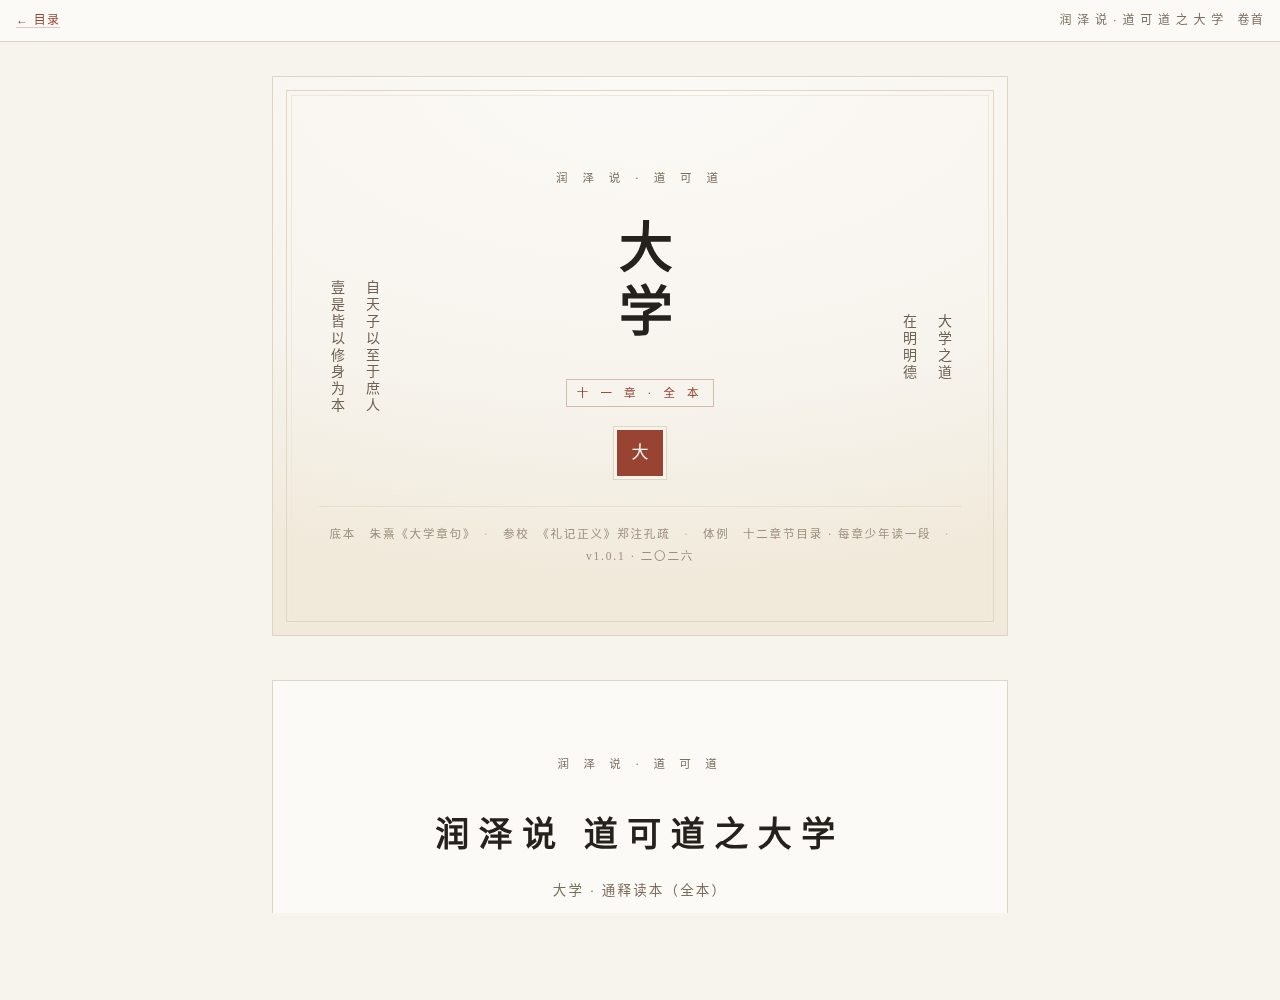 ← 目录
润泽说·道可道之大学 卷首
润泽说·道可道
大
学
大学之道
在明明德
自天子以至于庶人
壹是皆以修身为本
十一章·全本
大
底本 朱熹《大学章句》 · 参校 《礼记正义》郑注孔疏 · 体例 十二章节目录 · 每章少年读一段 ·
v1.0.1 · 二〇二六
润泽说·道可道
润泽说 道可道之大学
大学 · 通释读本（全本）